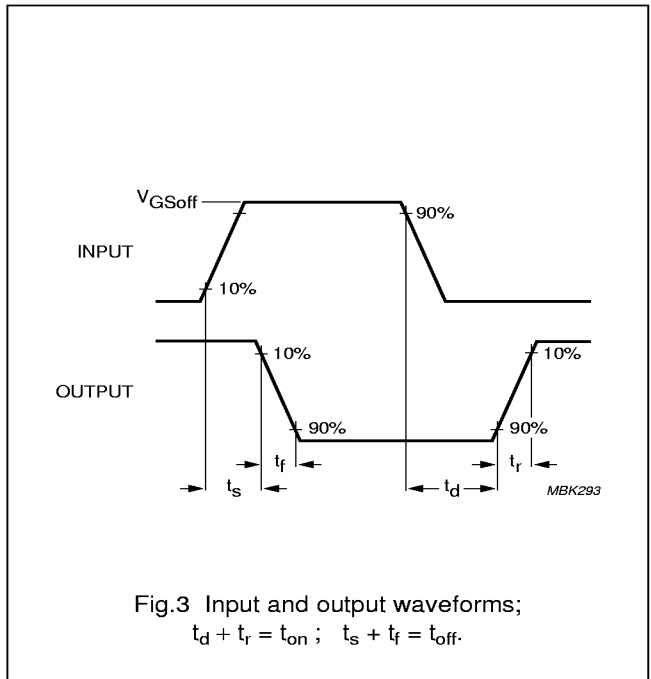 VGSoff
INPUT
90%
10%
10%
10%
OUTPUT
90%
90%
tf
tr
ts
td
MBK293
Fig.3 Input and output waveforms;
td + tr = ton ; ts + tf = toff.